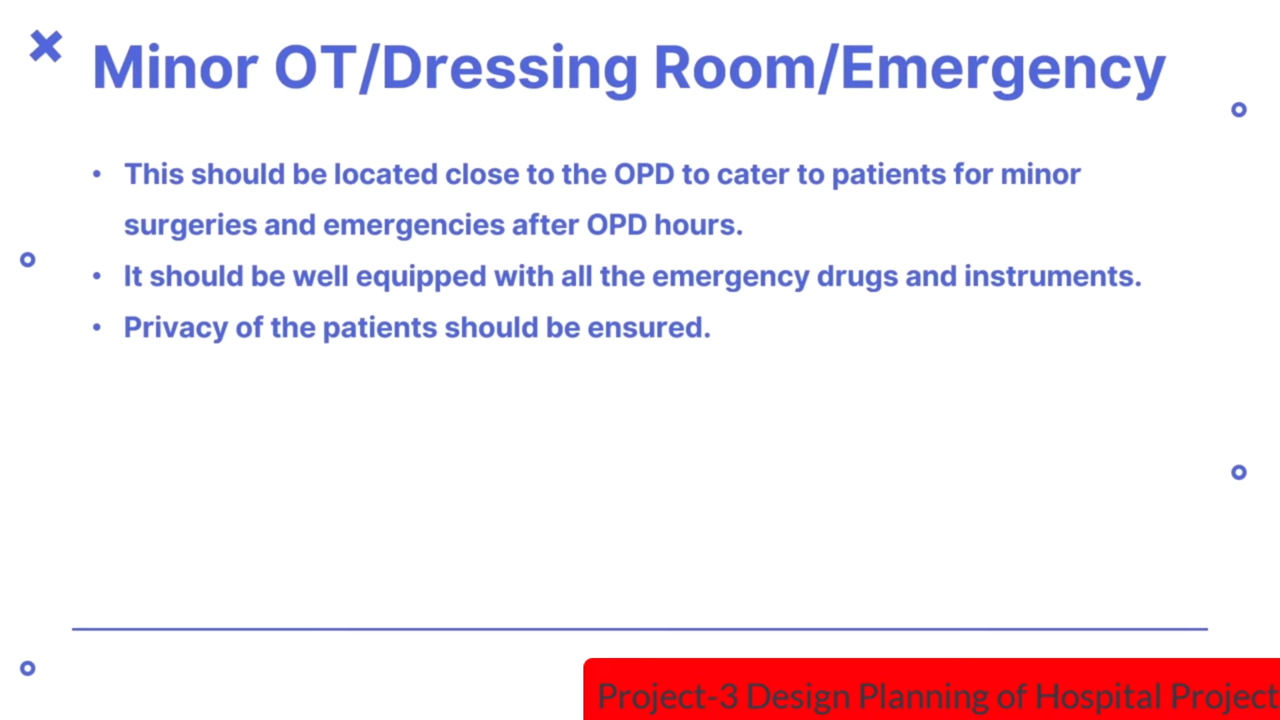 Minor OT/Dressing Room/Emergency
• This should be located close to the OPD to cater to patients for minor
surgeries and emergencies after OPD hours.
• It should be well equipped with all the emergency drugs and instruments.
• Privacy of the patients should be ensured.
Project-3 Design Planning of Hospital Project